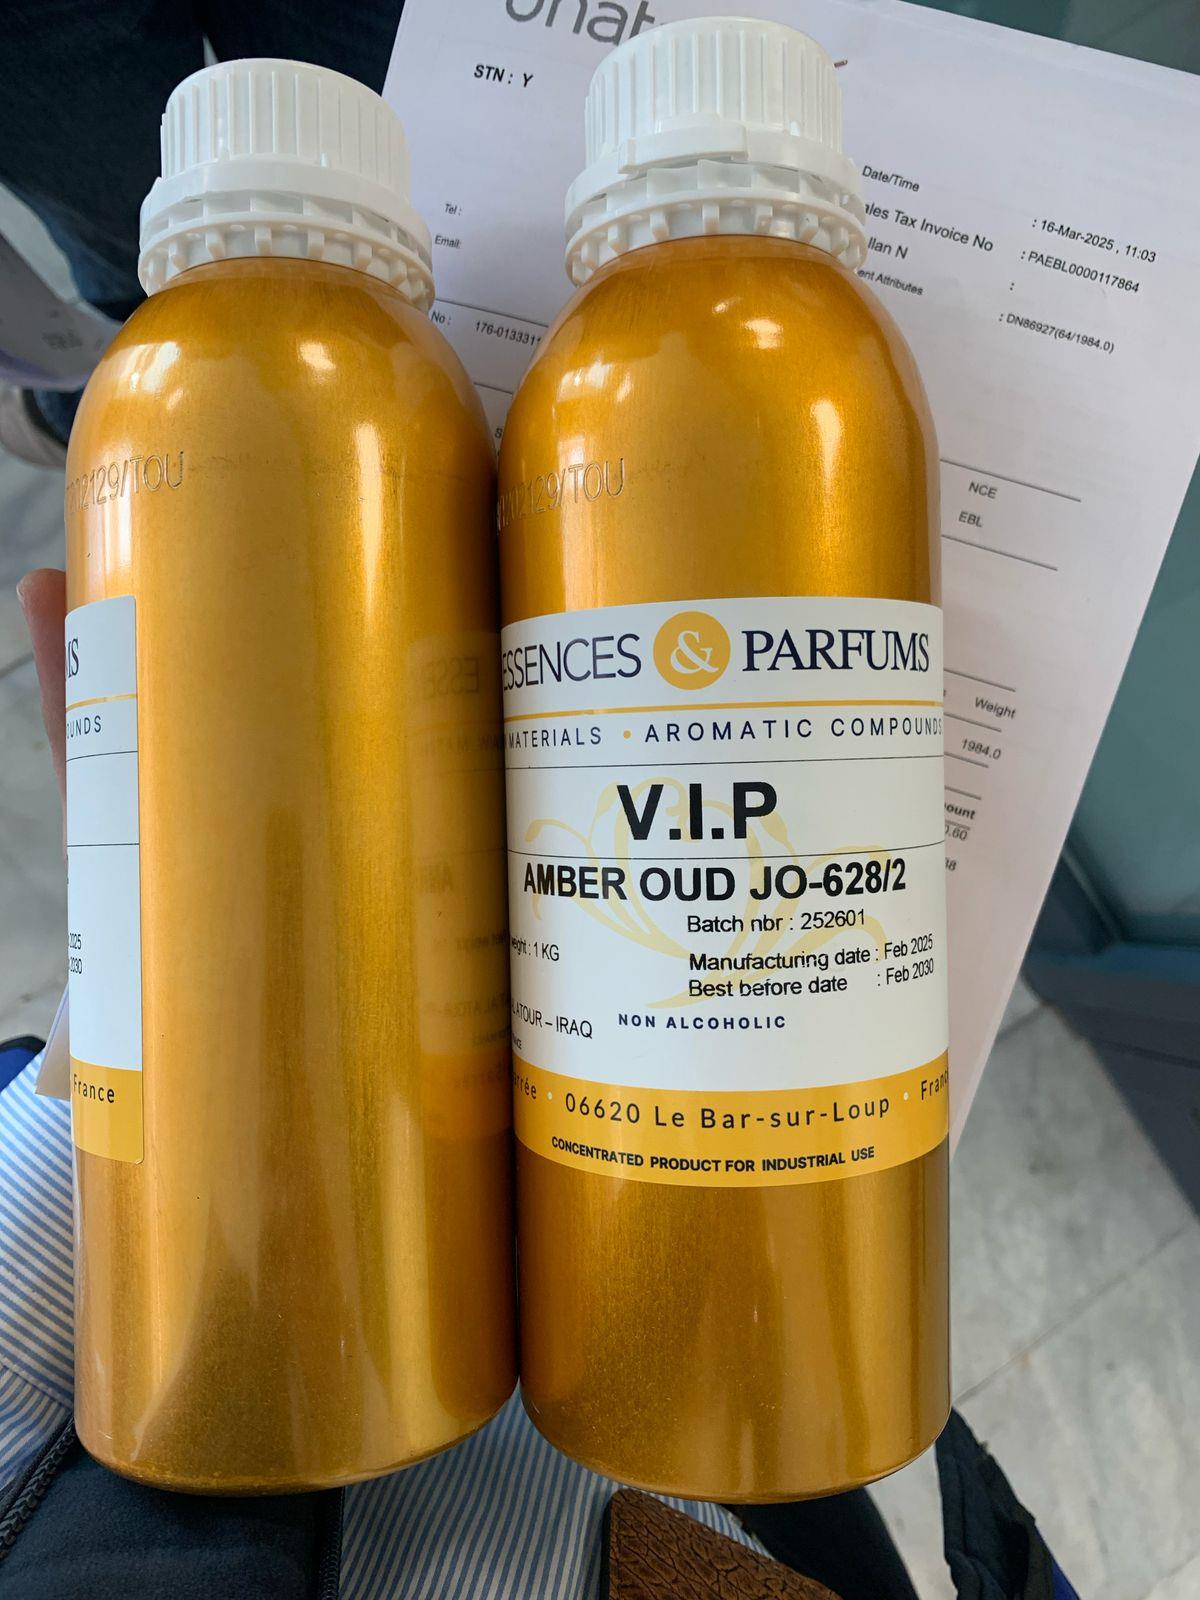 STN : Y
Date/Time
: 16-Mar-2025 , 11:03
ales Tax Invoice No
: PAEBL0000117864
llan N
:
ent Attributes
: DN86927(64/1984.0)
Tel :
Email:
No :
176-0133311
NCE
EBL
Weight
1984.0
ount
0.60
2129/TOU
2129/TOU
MS
OUNDS
2025
2030
France
ESSENCES & PARFUMS
MATERIALS • AROMATIC COMPOUNDS
V.I.P
AMBER OUD JO-628/2
Batch nbr : 252601
eight : 1 KG
Manufacturing date : Feb 2025
Best before date : Feb 2030
LATOUR – IRAQ
NON ALCOHOLIC
arrée • 06620 Le Bar-sur-Loup • Franc
CONCENTRATED PRODUCT FOR INDUSTRIAL USE